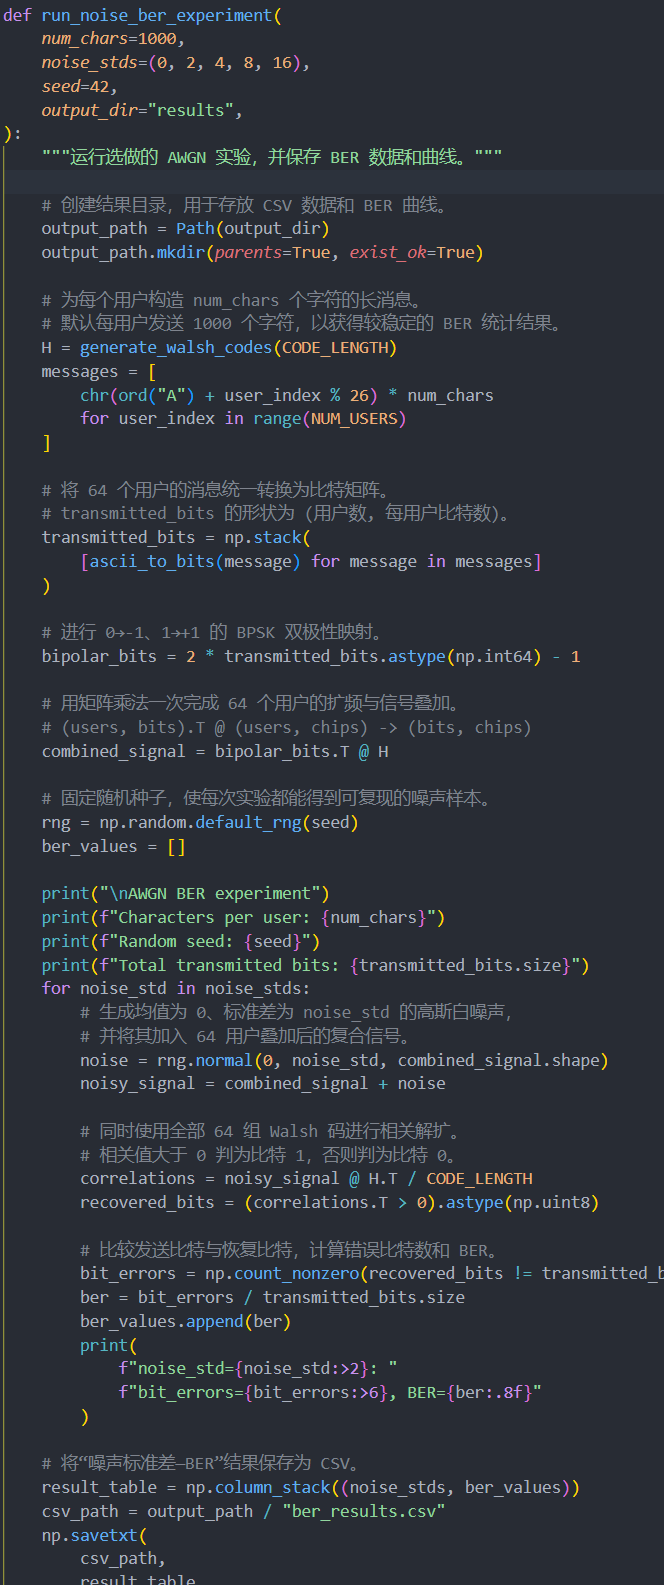 def run_noise_ber_experiment(
    num_chars=1000,
    noise_stds=(0, 2, 4, 8, 16),
    seed=42,
    output_dir="results",
):
    """运行选做的 AWGN 实验，并保存 BER 数据和曲线。"""
    # 创建结果目录，用于存放 CSV 数据和 BER 曲线。
    output_path = Path(output_dir)
    output_path.mkdir(parents=True, exist_ok=True)
    # 为每个用户构造 num_chars 个字符的长消息。
    # 默认每用户发送 1000 个字符，以获得较稳定的 BER 统计结果。
    H = generate_walsh_codes(CODE_LENGTH)
    messages = [
        chr(ord("A") + user_index % 26) * num_chars
        for user_index in range(NUM_USERS)
    ]
    # 将 64 个用户的消息统一转换为比特矩阵。
    # transmitted_bits 的形状为 (用户数, 每用户比特数)。
    transmitted_bits = np.stack(
        [ascii_to_bits(message) for message in messages]
    )
    # 进行 0→-1、1→+1 的 BPSK 双极性映射。
    bipolar_bits = 2 * transmitted_bits.astype(np.int64) - 1
    # 用矩阵乘法一次完成 64 个用户的扩频与信号叠加。
    # (users, bits).T @ (users, chips) -> (bits, chips)
    combined_signal = bipolar_bits.T @ H
    # 固定随机种子，使每次实验都能得到可复现的噪声样本。
    rng = np.random.default_rng(seed)
    ber_values = []
    print("\nAWGN BER experiment")
    print(f"Characters per user: {num_chars}")
    print(f"Random seed: {seed}")
    print(f"Total transmitted bits: {transmitted_bits.size}")
    for noise_std in noise_stds:
        # 生成均值为 0、标准差为 noise_std 的高斯白噪声，
        # 并将其加入 64 用户叠加后的复合信号。
        noise = rng.normal(0, noise_std, combined_signal.shape)
        noisy_signal = combined_signal + noise
        # 同时使用全部 64 组 Walsh 码进行相关解扩。
        # 相关值大于 0 判为比特 1，否则判为比特 0。
        correlations = noisy_signal @ H.T / CODE_LENGTH
        recovered_bits = (correlations.T > 0).astype(np.uint8)
        # 比较发送比特与恢复比特，计算错误比特数和 BER。
        bit_errors = np.count_nonzero(recovered_bits != transmitted_b
        ber = bit_errors / transmitted_bits.size
        ber_values.append(ber)
        print(
            f"noise_std={noise_std:>2}: "
            f"bit_errors={bit_errors:>6}, BER={ber:.8f}"
        )
    # 将“噪声标准差—BER”结果保存为 CSV。
    result_table = np.column_stack((noise_stds, ber_values))
    csv_path = output_path / "ber_results.csv"
    np.savetxt(
        csv_path,
        result_table